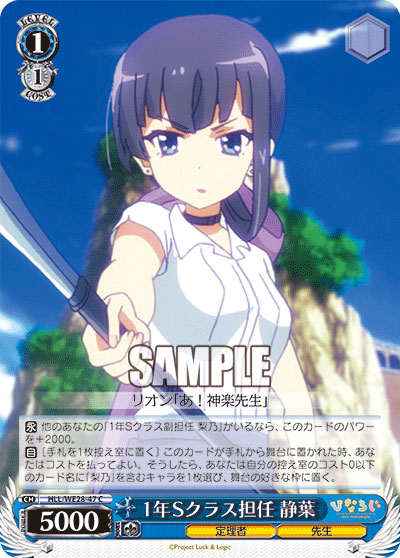 LEVEL
1
1
COST
SAMPLE
リオン「あ!神楽先生」
永 他のあなたの「1年Sクラス副担任 梨乃」がいるなら、このカードのパワ
ーを+2000。
自 [手札を1枚控え室に置く] このカードが手札から舞台に置かれた時、あな
たはコストを払ってよい。そうしたら、あなたは自分の控え室のコスト0以下
のカード名に「梨乃」を含むキャラを1枚選び、舞台の好きな枠に置く。
CH HLL/WE28-47 C
POWER
5000
1年Sクラス担任 静葉
ひなろじ
定理者 先生
©Project Luck & Logic